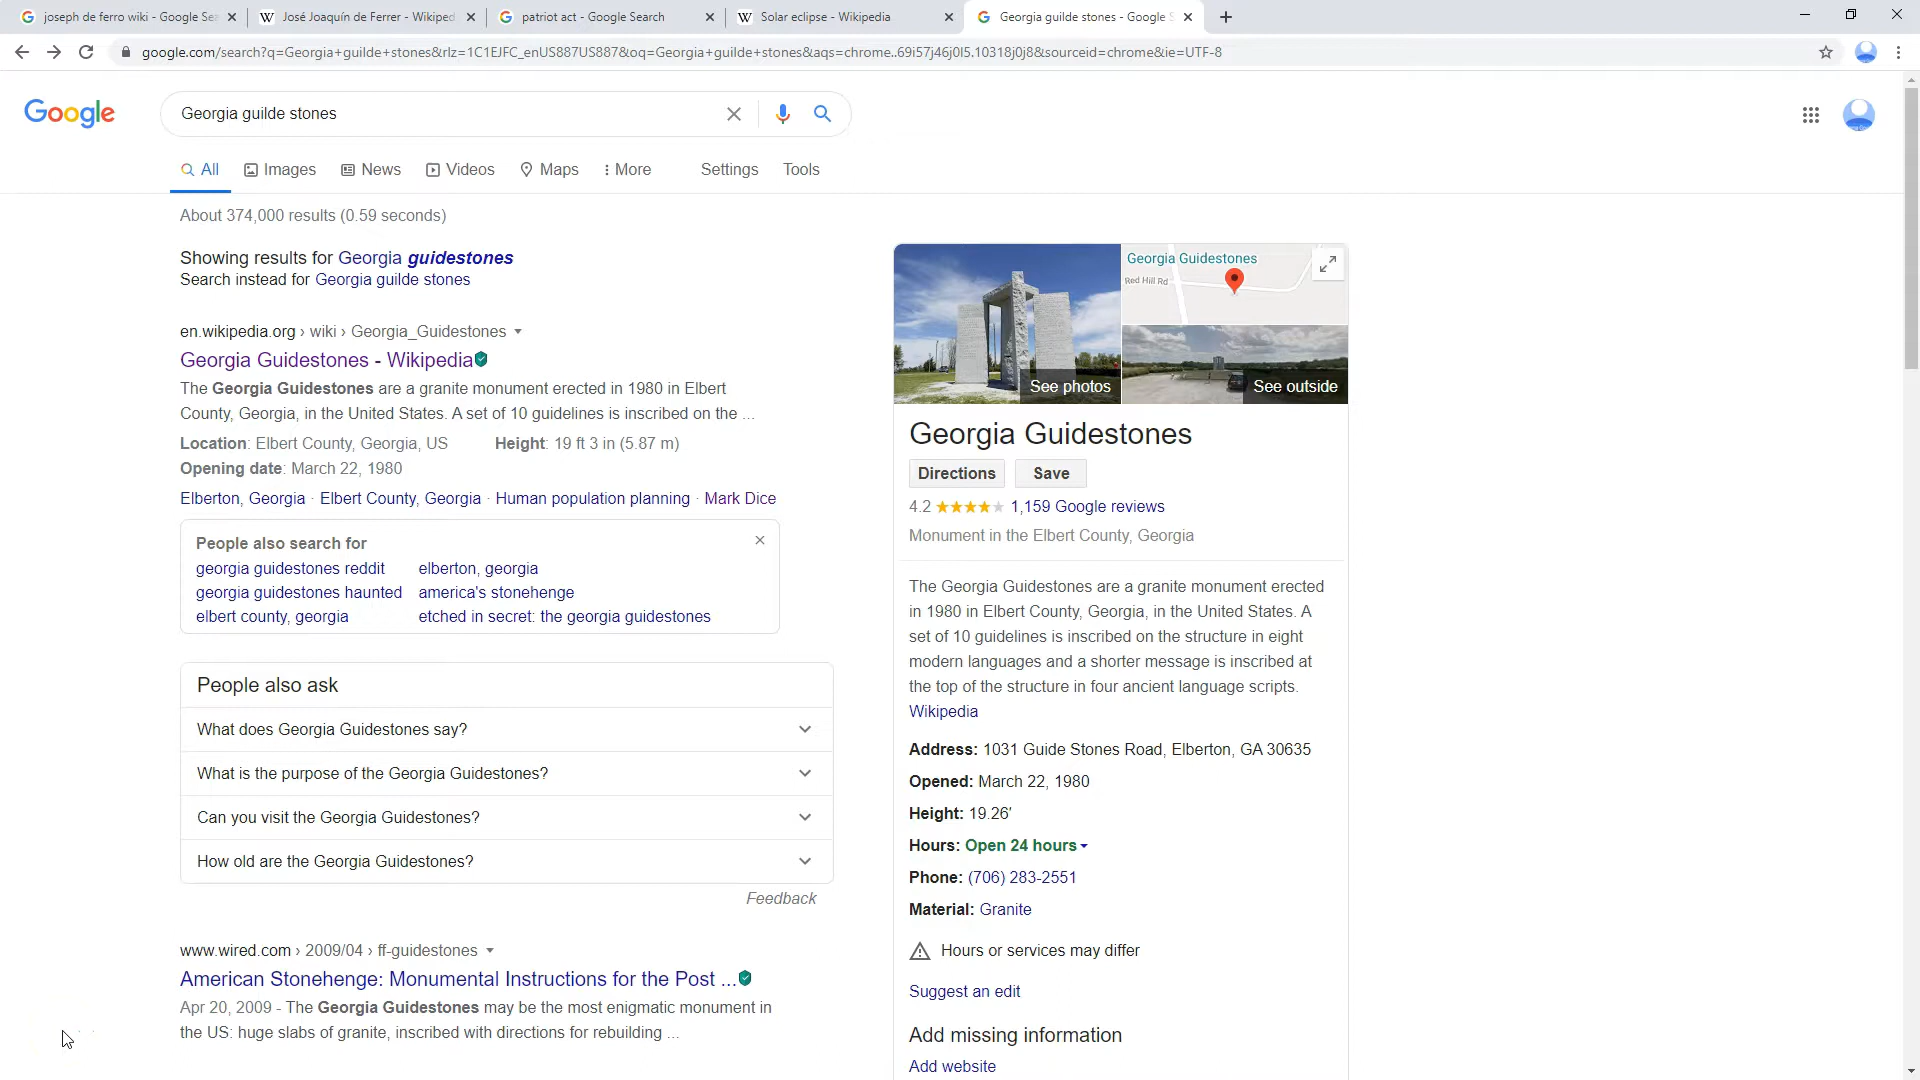 joseph de ferro wiki - Google Sea
José Joaquín de Ferrer - Wikiped
patriot act - Google Search
Solar eclipse - Wikipedia
Georgia guilde stones - Google S
google.com/search?q=Georgia+guilde+stones&rlz=1C1EJFC_enUS887US887&oq=Georgia+guilde+stones&aqs=chrome..69i57j46j0l5.10318j0j8&sourceid=chrome&ie=UTF-8
Google
Georgia guilde stones
All Images News Videos Maps More Settings Tools
About 374,000 results (0.59 seconds)
Showing results for Georgia guidestones
Search instead for Georgia guilde stones
en.wikipedia.org › wiki › Georgia_Guidestones
Georgia Guidestones - Wikipedia
The Georgia Guidestones are a granite monument erected in 1980 in Elbert
County, Georgia, in the United States. A set of 10 guidelines is inscribed on the ...
Location: Elbert County, Georgia, US Height: 19 ft 3 in (5.87 m)
Opening date: March 22, 1980
Elberton, Georgia · Elbert County, Georgia · Human population planning · Mark Dice
People also search for
georgia guidestones reddit elberton, georgia
georgia guidestones haunted america's stonehenge
elbert county, georgia etched in secret: the georgia guidestones
People also ask
What does Georgia Guidestones say?
What is the purpose of the Georgia Guidestones?
Can you visit the Georgia Guidestones?
How old are the Georgia Guidestones?
Feedback
www.wired.com › 2009/04 › ff-guidestones
American Stonehenge: Monumental Instructions for the Post ...
Apr 20, 2009 - The Georgia Guidestones may be the most enigmatic monument in
the US: huge slabs of granite, inscribed with directions for rebuilding ...
Georgia Guidestones
Red Hill Rd
See photos
See outside
Georgia Guidestones
Directions Save
4.2 1,159 Google reviews
Monument in the Elbert County, Georgia
The Georgia Guidestones are a granite monument erected
in 1980 in Elbert County, Georgia, in the United States. A
set of 10 guidelines is inscribed on the structure in eight
modern languages and a shorter message is inscribed at
the top of the structure in four ancient language scripts.
Wikipedia
Address: 1031 Guide Stones Road, Elberton, GA 30635
Opened: March 22, 1980
Height: 19.26′
Hours: Open 24 hours
Phone: (706) 283-2551
Material: Granite
Hours or services may differ
Suggest an edit
Add missing information
Add website